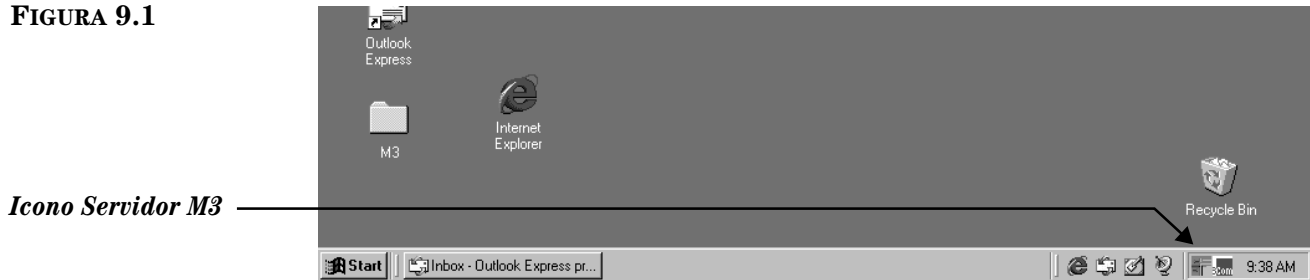 FIGURA 9.1
Outlook
Express
Internet
Explorer
M3
Icono Servidor M3
Recycle Bin
Start
Inbox - Outlook Express pr...
.com
9:38 AM